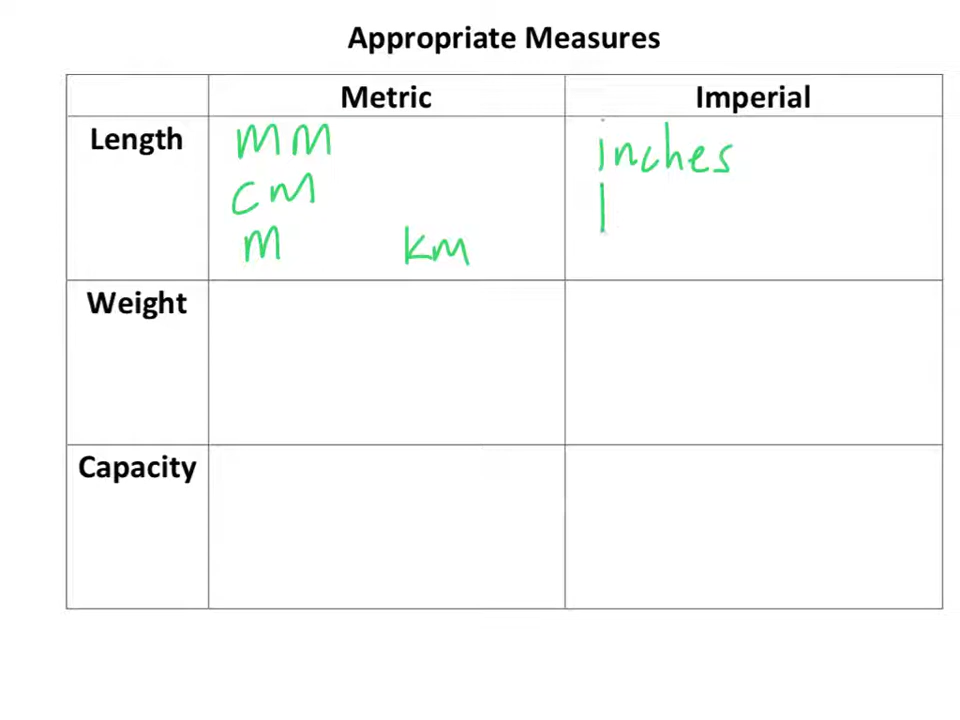 Appropriate Measures
Metric Imperial
Length mm inches
cm
m km
Weight
Capacity